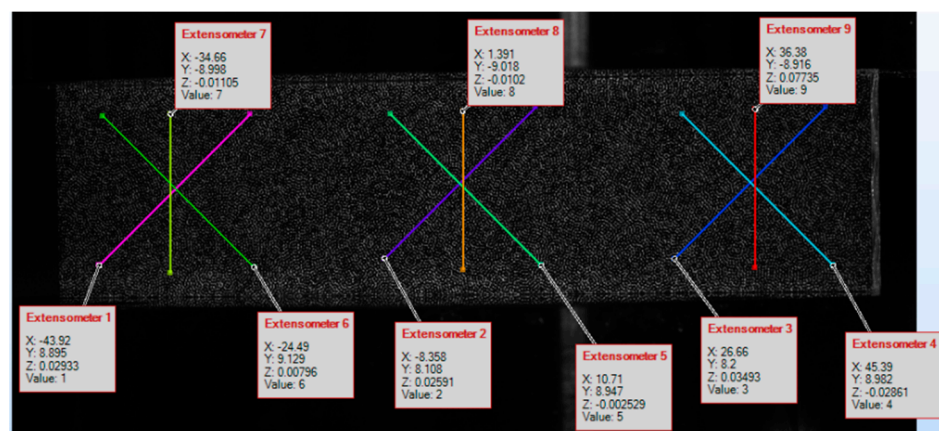 Extensometer 7
X: -34.66
Y: -8.998
Z: -0.01105
Value: 7
Extensometer 8
X: 1.391
Y: -9.018
Z: -0.0102
Value: 8
Extensometer 9
X: 36.38
Y: -8.916
Z: 0.07735
Value: 9
Extensometer 1
X: -43.92
Y: 8.895
Z: 0.02933
Value: 1
Extensometer 6
X: -24.49
Y: 9.129
Z: 0.00796
Value: 6
Extensometer 2
X: -8.358
Y: 8.108
Z: 0.02591
Value: 2
Extensometer 5
X: 10.71
Y: 8.947
Z: -0.002529
Value: 5
Extensometer 3
X: 26.66
Y: 8.2
Z: 0.03493
Value: 3
Extensometer 4
X: 45.39
Y: 8.982
Z: -0.02861
Value: 4